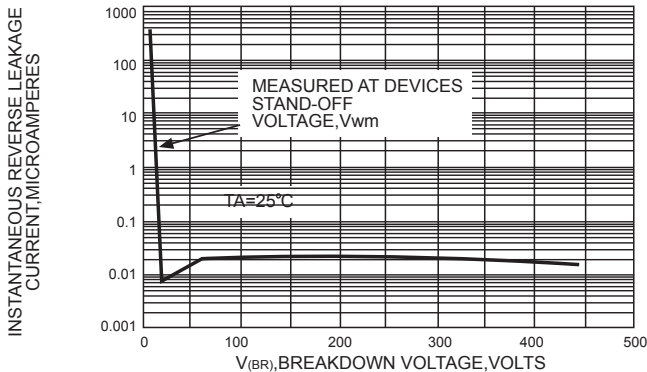 INSTANTANEOUS REVERSE LEAKAGE
CURRENT,MICROAMPERES
1000
100
10
1
0.1
0.01
0.001
MEASURED AT DEVICES
STAND-OFF
VOLTAGE,Vwm
TA=25°C
0 100 200 300 400 500
V(BR),BREAKDOWN VOLTAGE,VOLTS